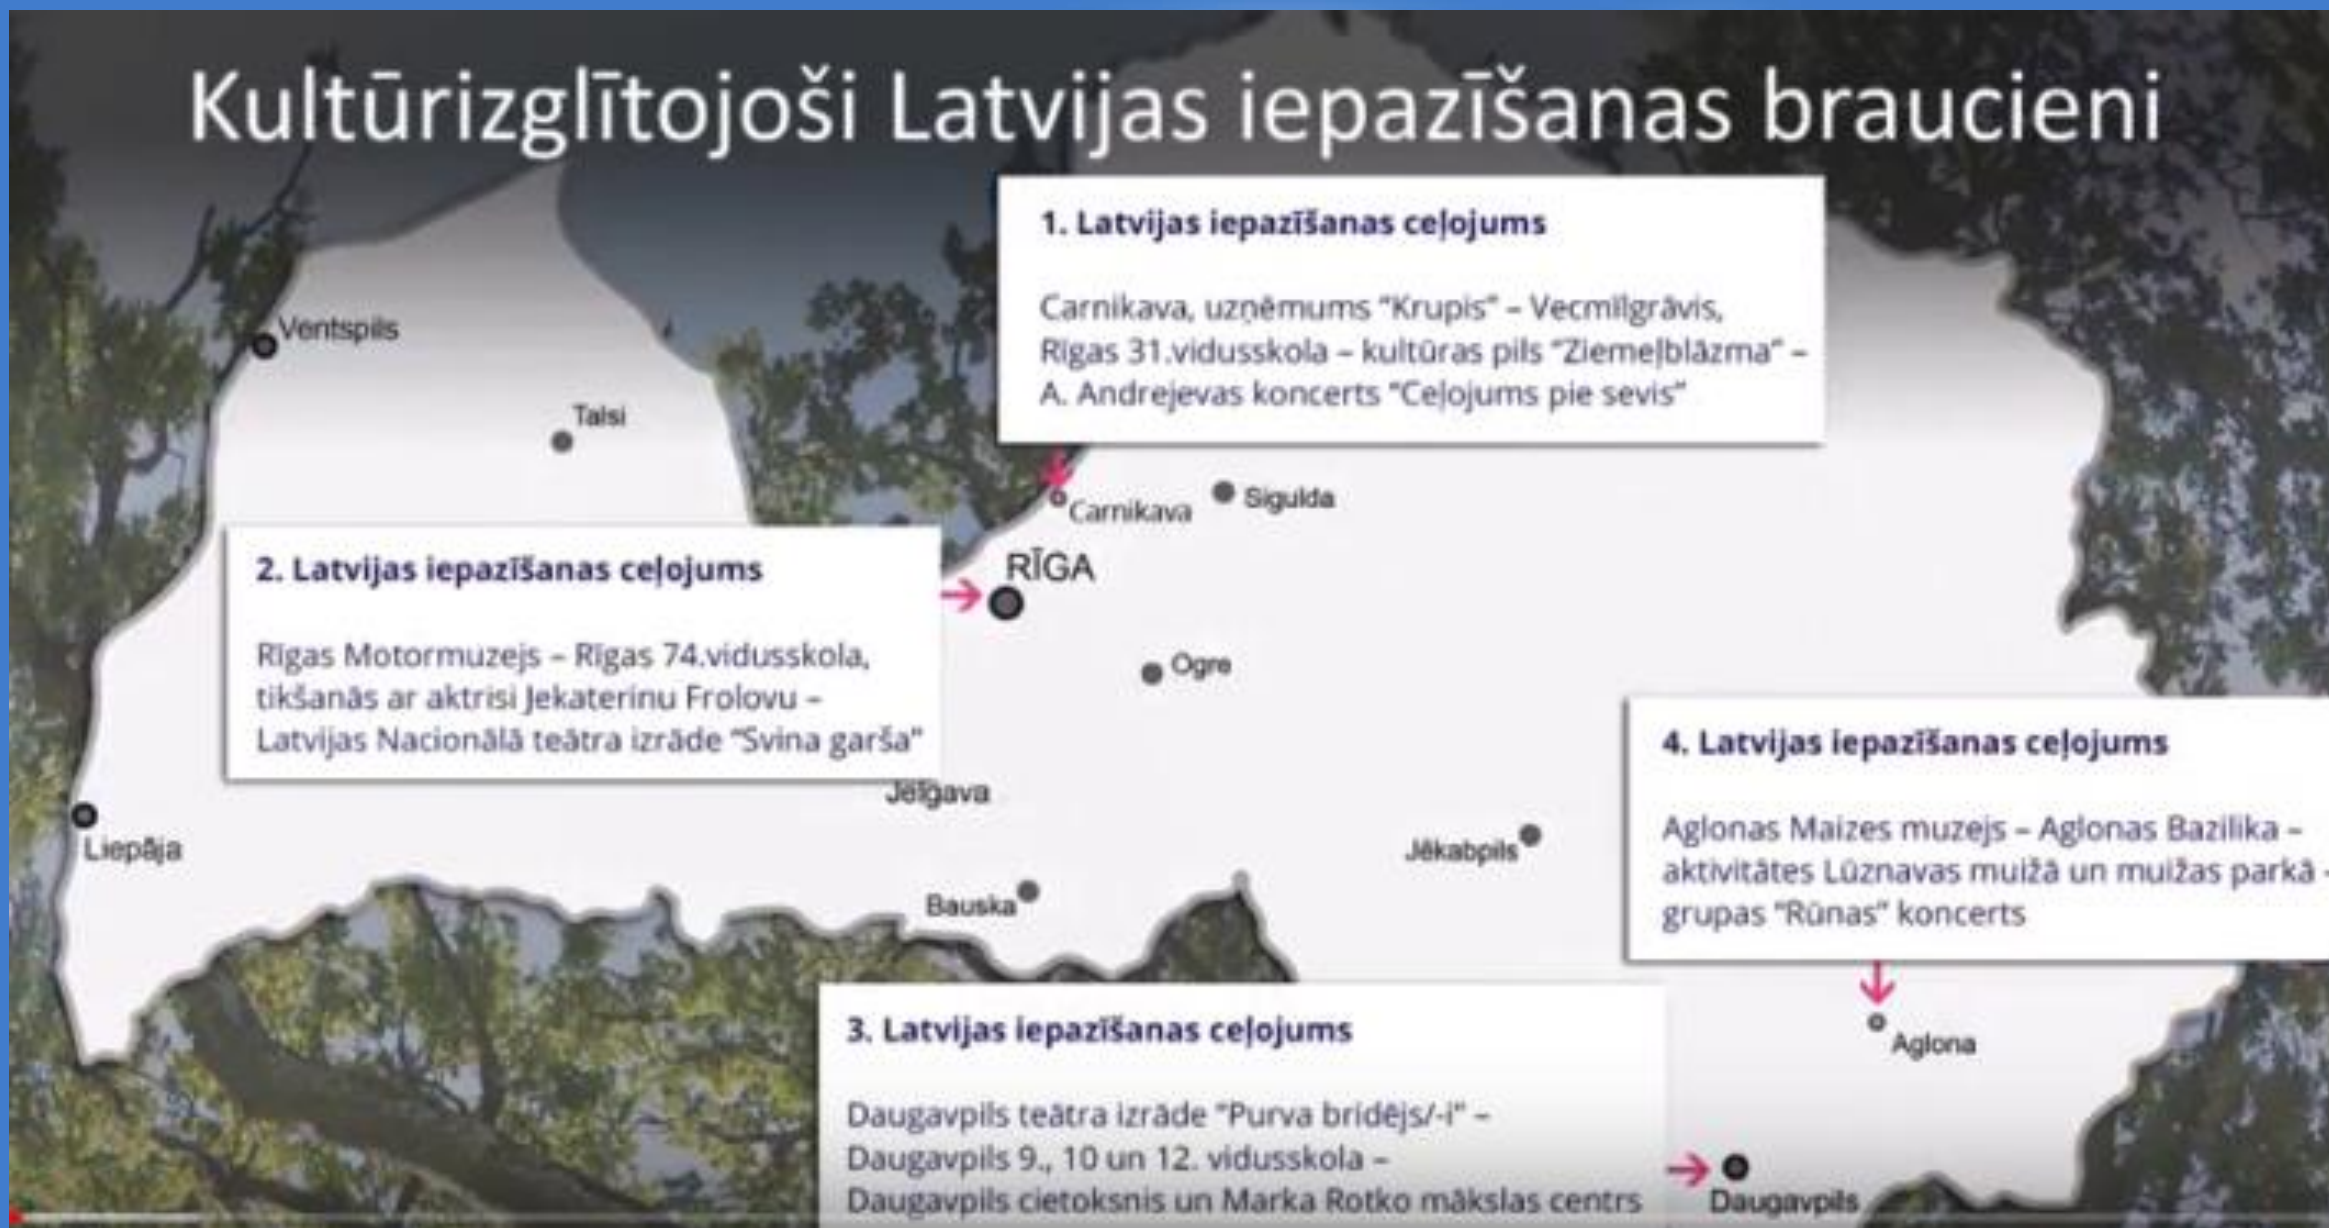 Kultūrizglītojoši Latvijas iepazīšanas braucieni
1. Latvijas iepazīšanas ceļojums
Carnikava, uzņēmums "Krupis" – Vecmīlgrāvis,
Rīgas 31.vidusskola – kultūras pils "Ziemeļblāzma" –
A. Andrejevas koncerts "Ceļojums pie sevis"
Ventspils
Talsi
Carnikava
Sigulda
2. Latvijas iepazīšanas ceļojums
Rīgas Motormuzejs – Rīgas 74.vidusskola,
tikšanās ar aktrisi Jekaterinu Frolovu –
Latvijas Nacionālā teātra izrāde "Svina garša"
RĪGA
Ogre
Jelgava
Liepāja
Jēkabpils
Bauska
4. Latvijas iepazīšanas ceļojums
Aglonas Maizes muzejs – Aglonas Bazilika –
aktivitātes Lūznavas muižā un muižas parkā –
grupas "Rūnas" koncerts
Aglona
3. Latvijas iepazīšanas ceļojums
Daugavpils teātra izrāde "Purva bridējs/-i" –
Daugavpils 9., 10 un 12. vidusskola –
Daugavpils cietoksnis un Marka Rotko mākslas centrs
Daugavpils